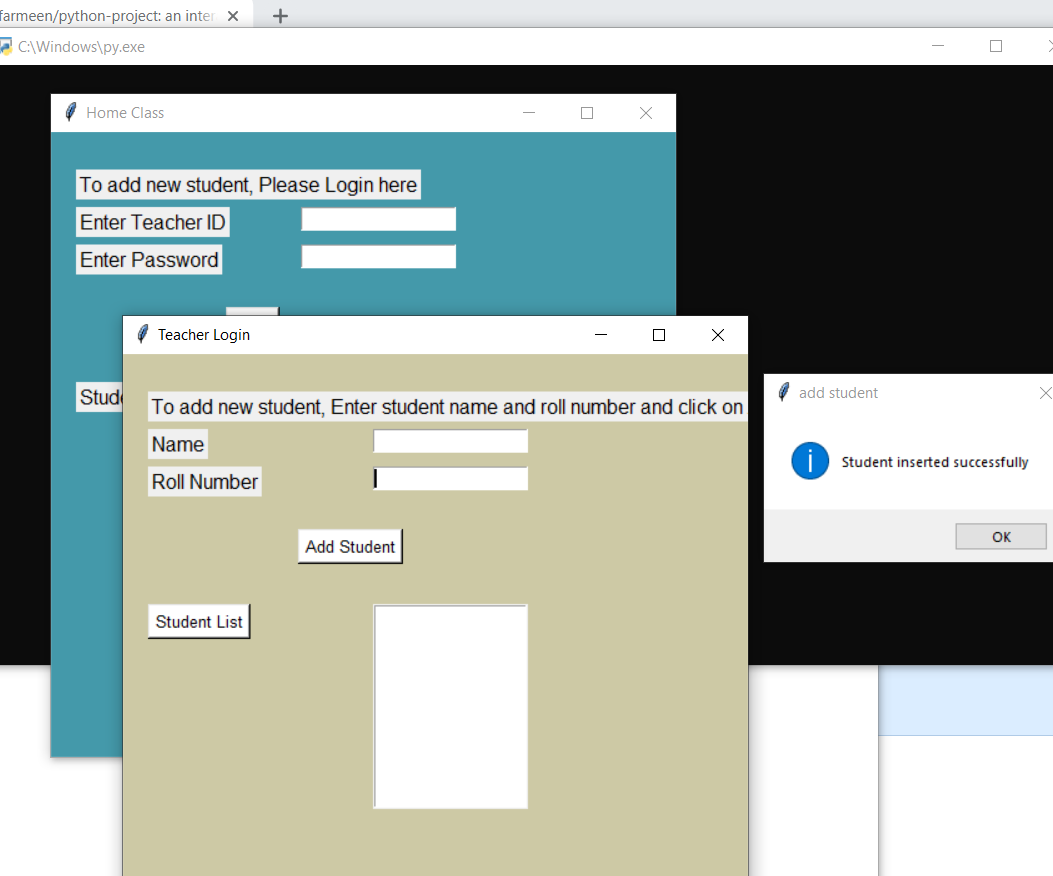 farmeen/python-project: an inter
C:\Windows\py.exe
Home Class
To add new student, Please Login here
Enter Teacher ID
Enter Password
Teacher Login
To add new student, Enter student name and roll number and click on
Name
Roll Number
Add Student
Student List
Stude
add student
Student inserted successfully
OK